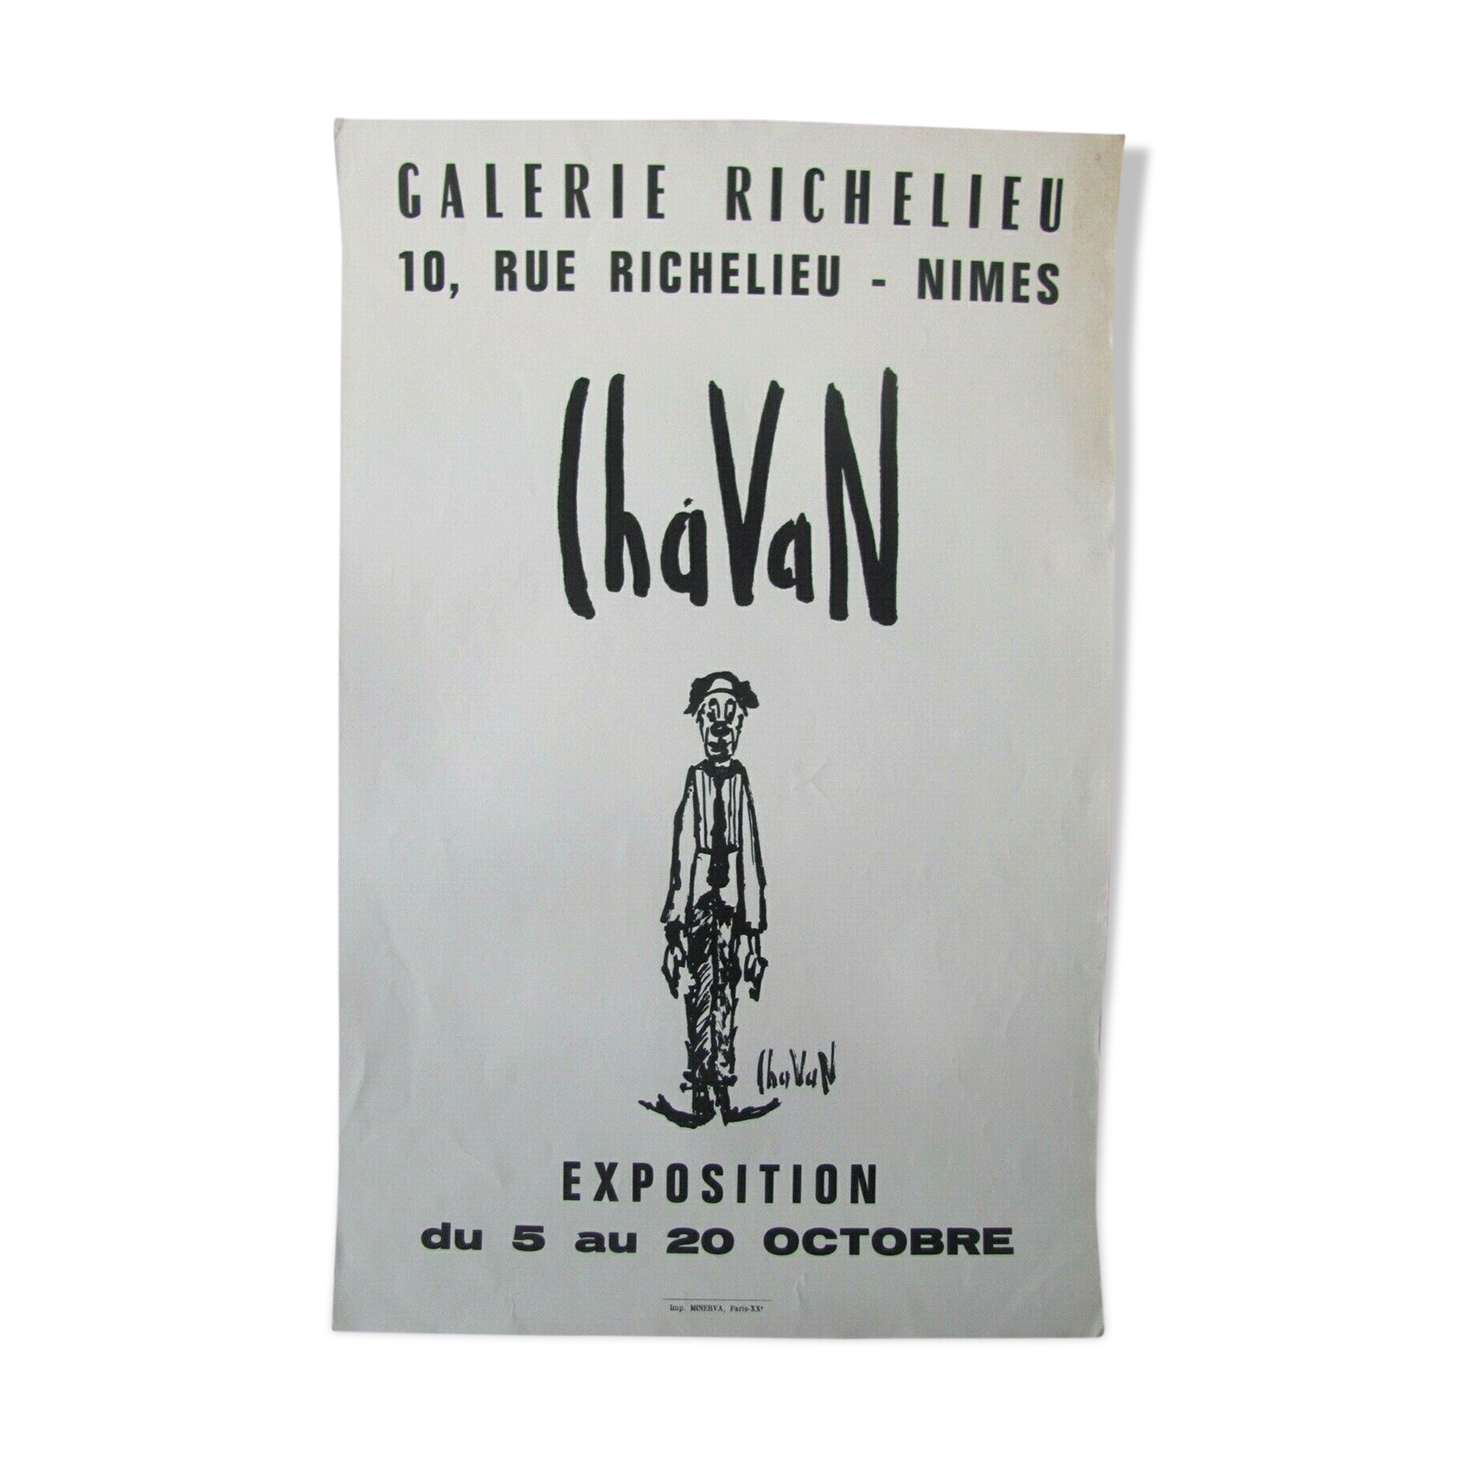 GALERIE RICHELIEU
10, RUE RICHELIEU - NIMES
ChaVaN
ChaVaN
EXPOSITION
du 5 au 20 OCTOBRE
Imp. MINERVA, Paris-XXe